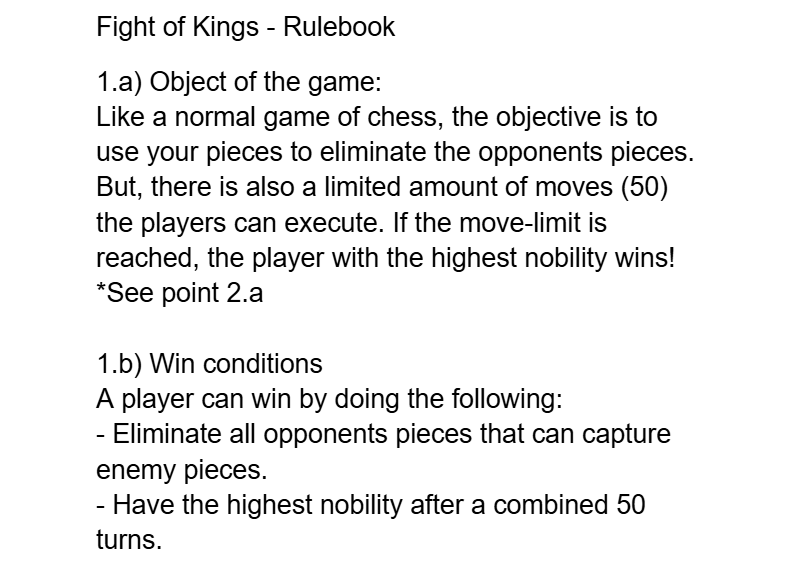 Fight of Kings - Rulebook
1.a) Object of the game:
Like a normal game of chess, the objective is to
use your pieces to eliminate the opponents pieces.
But, there is also a limited amount of moves (50)
the players can execute. If the move-limit is
reached, the player with the highest nobility wins!
*See point 2.a
1.b) Win conditions
A player can win by doing the following:
- Eliminate all opponents pieces that can capture
enemy pieces.
- Have the highest nobility after a combined 50
turns.